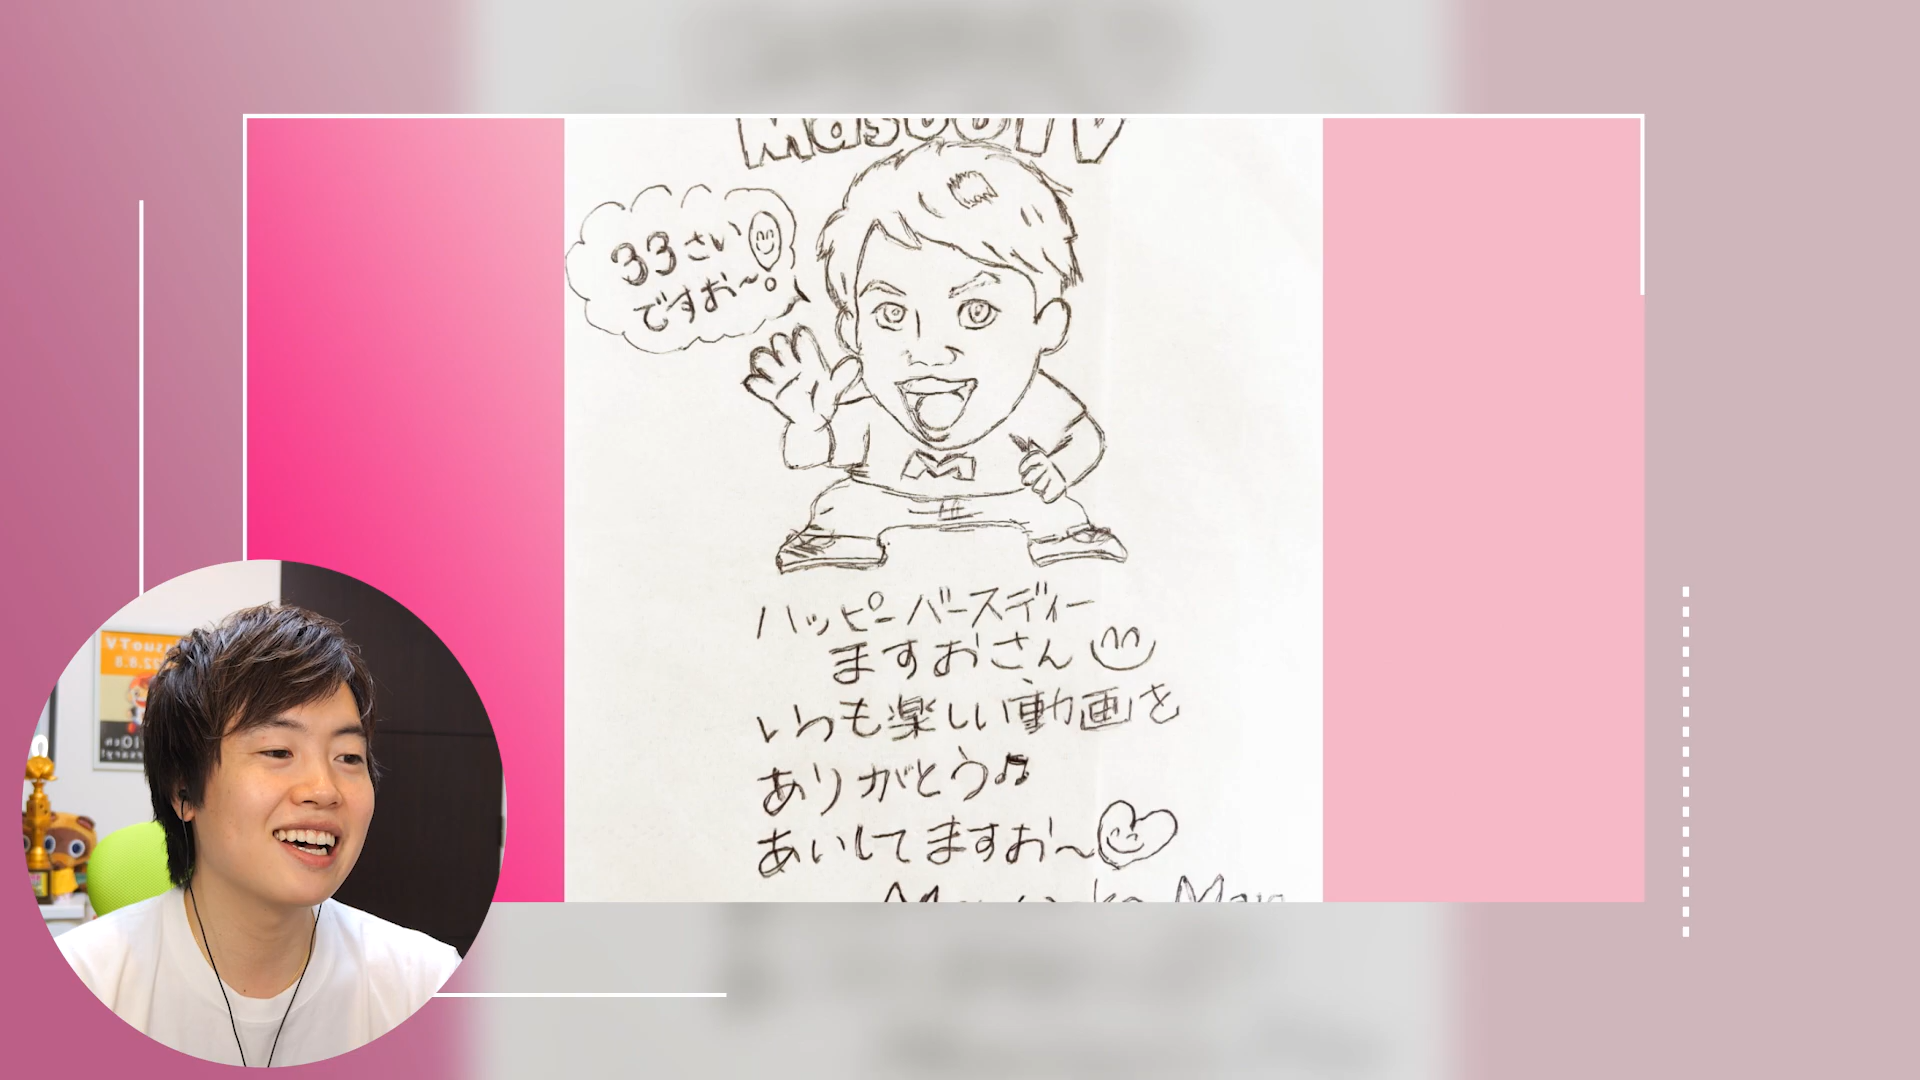 MasuoTV
33さい
ですお〜。
ハッピーバースディー
ますおさん
いつも楽しい動画を
ありがとう♫
あいしてますお〜